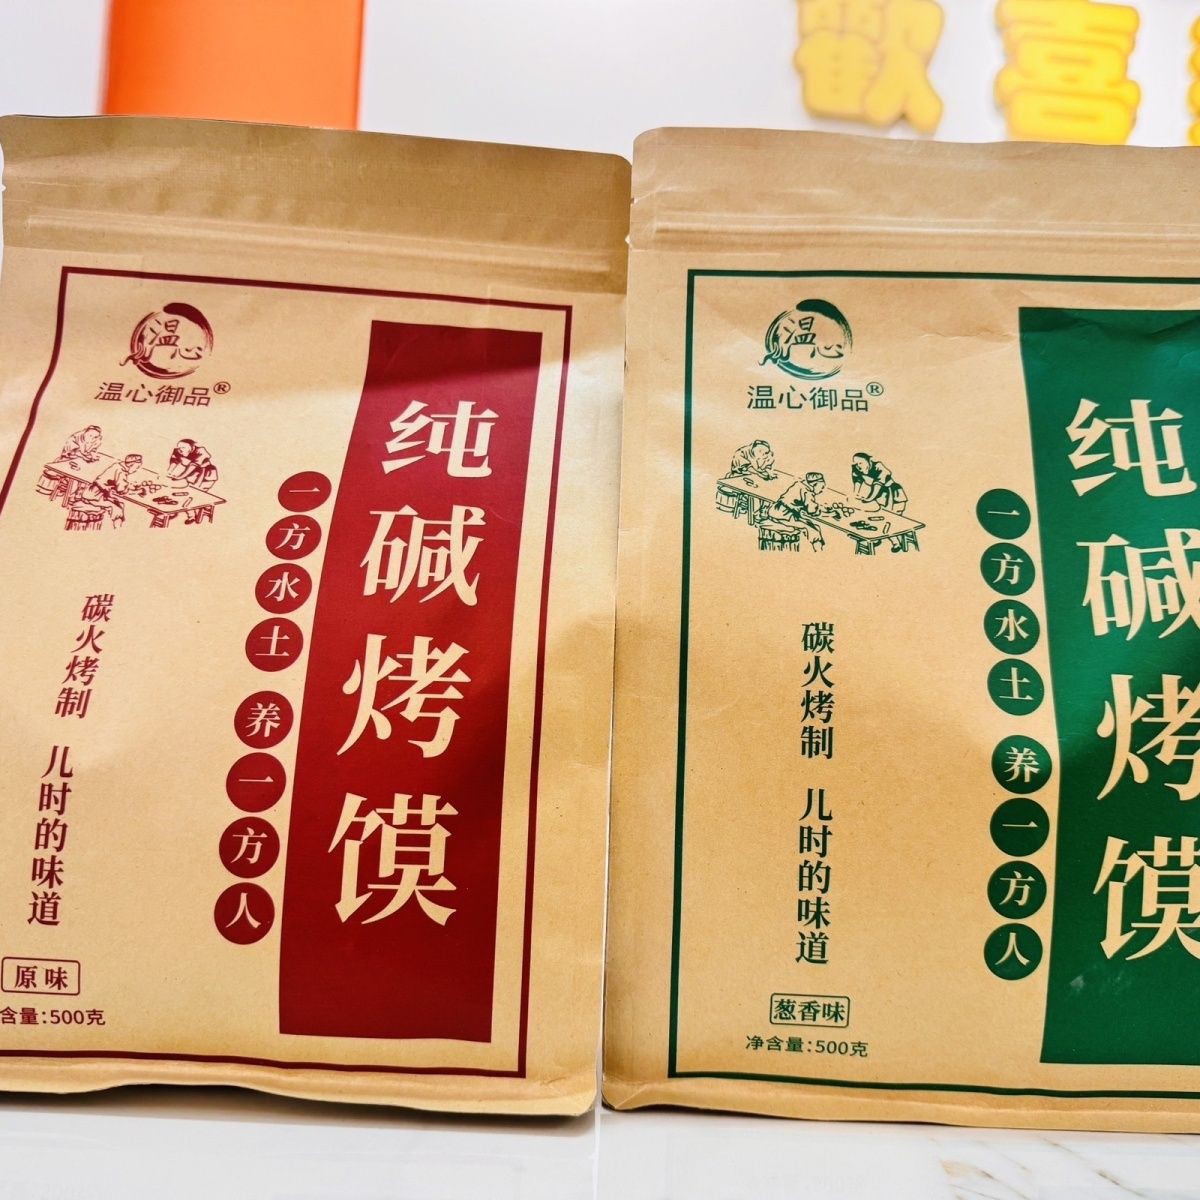 歡喜
温心
温心御品®
纯碱烤馍
一方水土 养一方人
碳火烤制 儿时的味道
原味
含量:500克
温心
温心御品®
纯碱烤馍
一方水土 养一方人
碳火烤制 儿时的味道
葱香味
净含量:500克